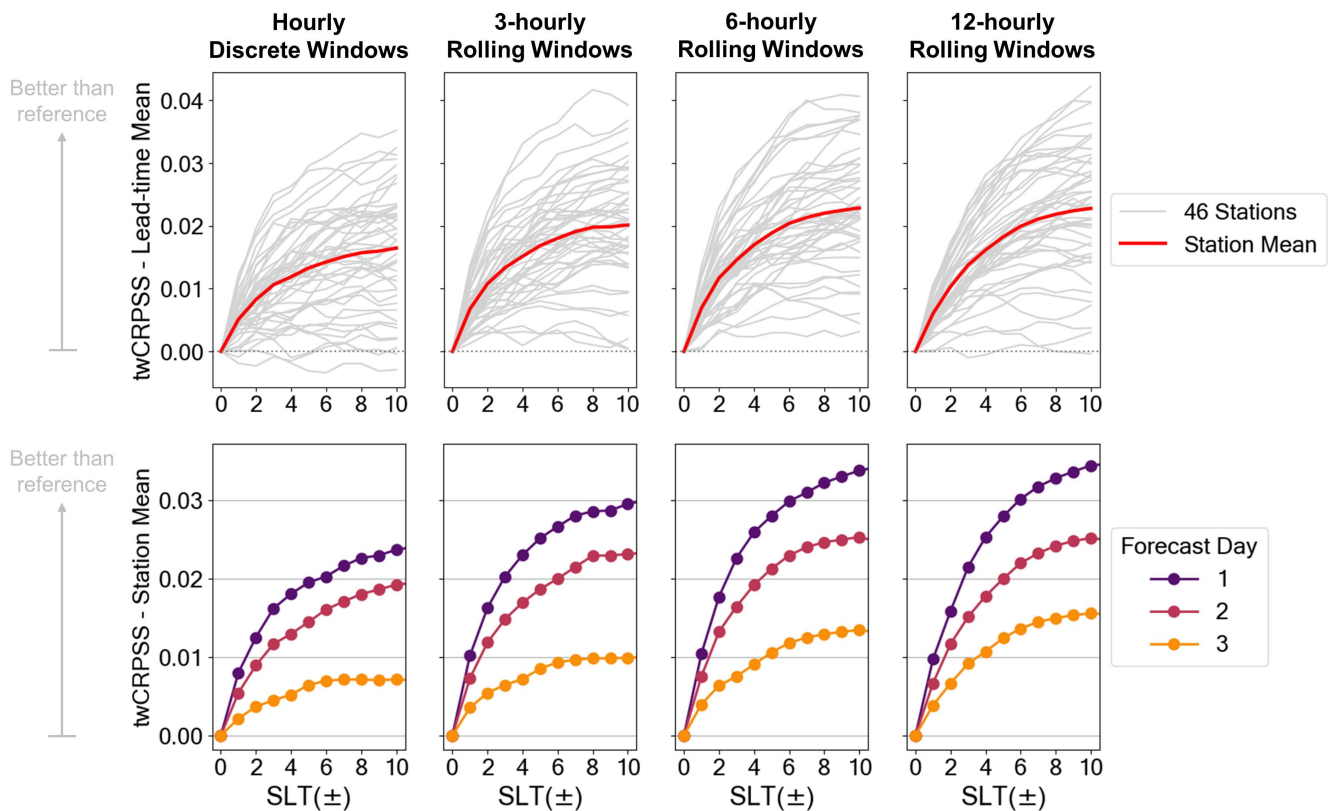 Hourly
Discrete Windows
3-hourly
Rolling Windows
6-hourly
Rolling Windows
12-hourly
Rolling Windows
Better than
reference
twCRPSS - Lead-time Mean
0.04
0.03
0.02
0.01
0.00
0 2 4 6 8 10
0 2 4 6 8 10
0 2 4 6 8 10
0 2 4 6 8 10
46 Stations
Station Mean
Better than
reference
twCRPSS - Station Mean
0.03
0.02
0.01
0.00
0 2 4 6 8 10
0 2 4 6 8 10
0 2 4 6 8 10
0 2 4 6 8 10
SLT(±)
SLT(±)
SLT(±)
SLT(±)
Forecast Day
1
2
3